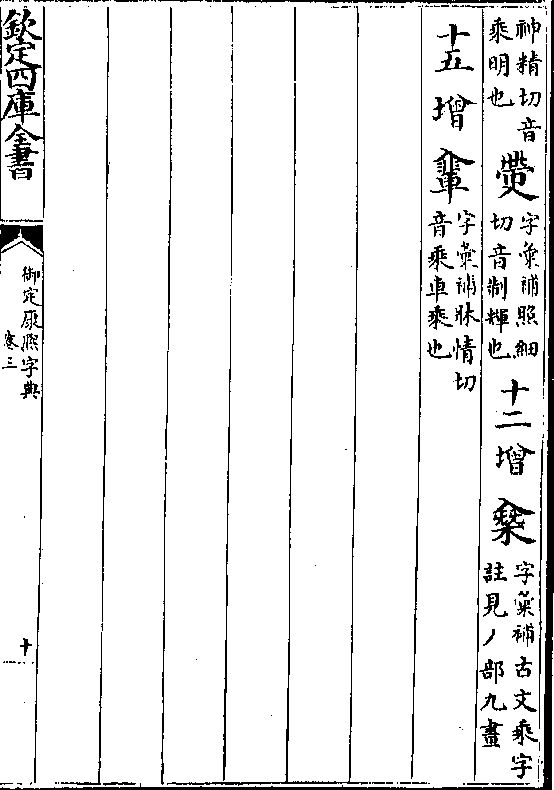 神精切音
乘明也
字彙補照細
切音制輝也
十二
增
字彙補古文乘字
註見丿部九畫
十五
增
字彙補牀情切
音乘車乘也
欽定四庫全書
御定康熙字典
卷三
十